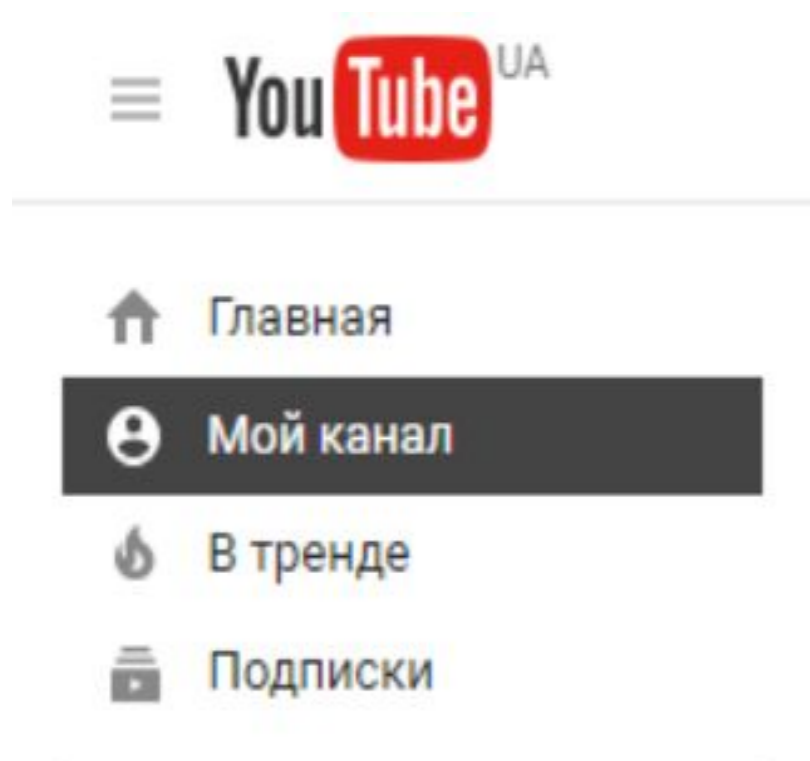 YouTube UA
Главная
Мой канал
В тренде
Подписки